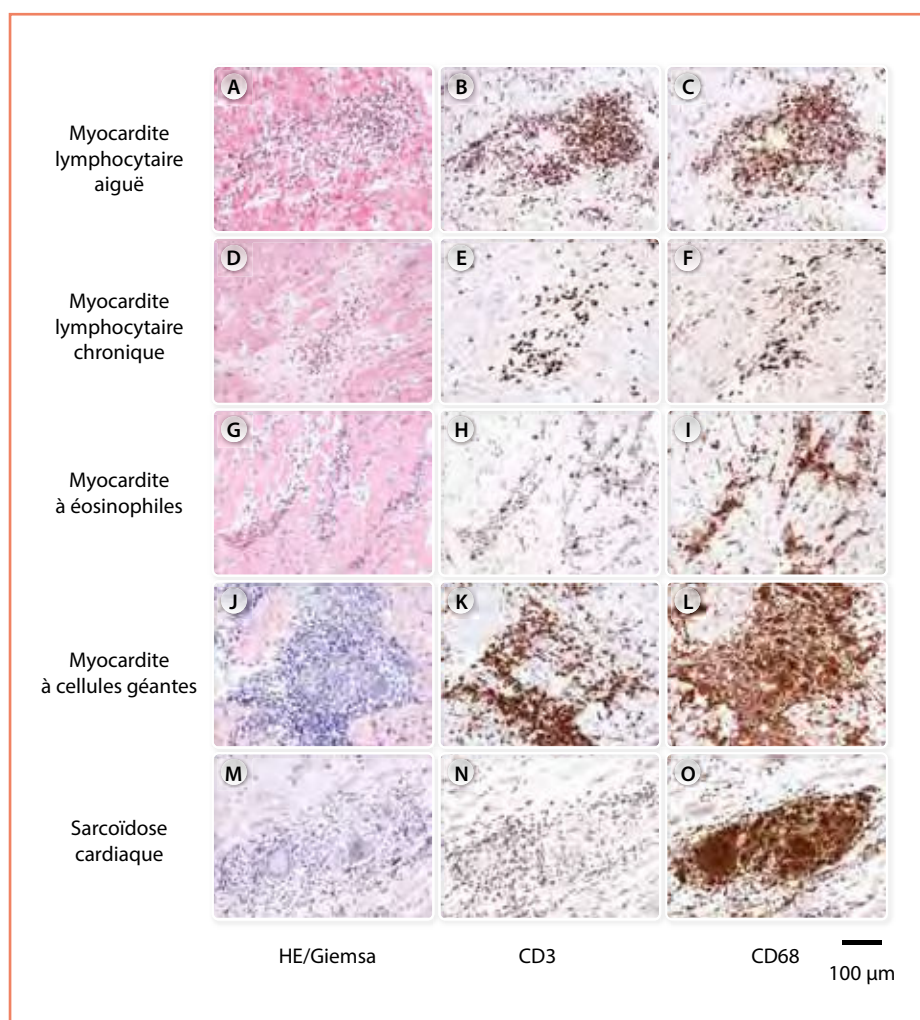 A
B
C
Myocardite
lymphocytaire
aiguë
D
E
F
Myocardite
lymphocytaire
chronique
G
H
I
Myocardite
à éosinophiles
J
K
L
Myocardite
à cellules géantes
M
N
O
Sarcoïdose
cardiaque
HE/Giemsa
CD3
CD68
100 µm